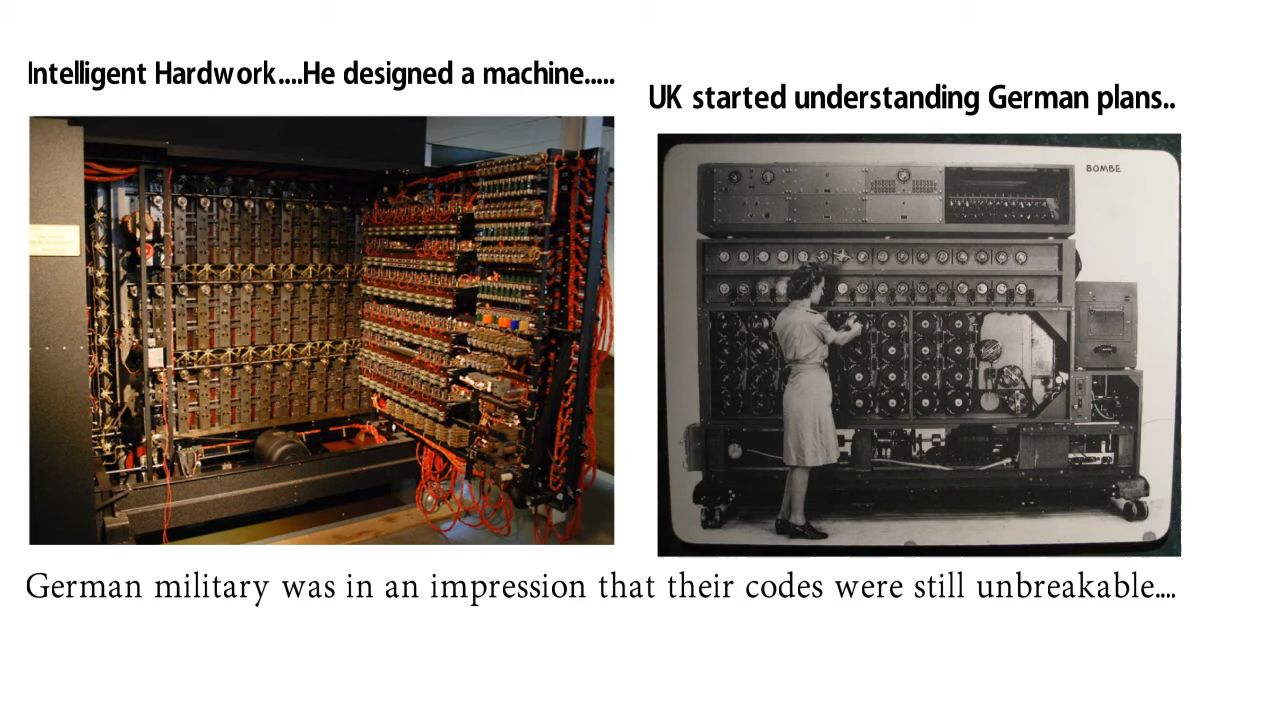 Intelligent Hardwork....He designed a machine.....
UK started understanding German plans..
BOMBE
German military was in an impression that their codes were still unbreakable....